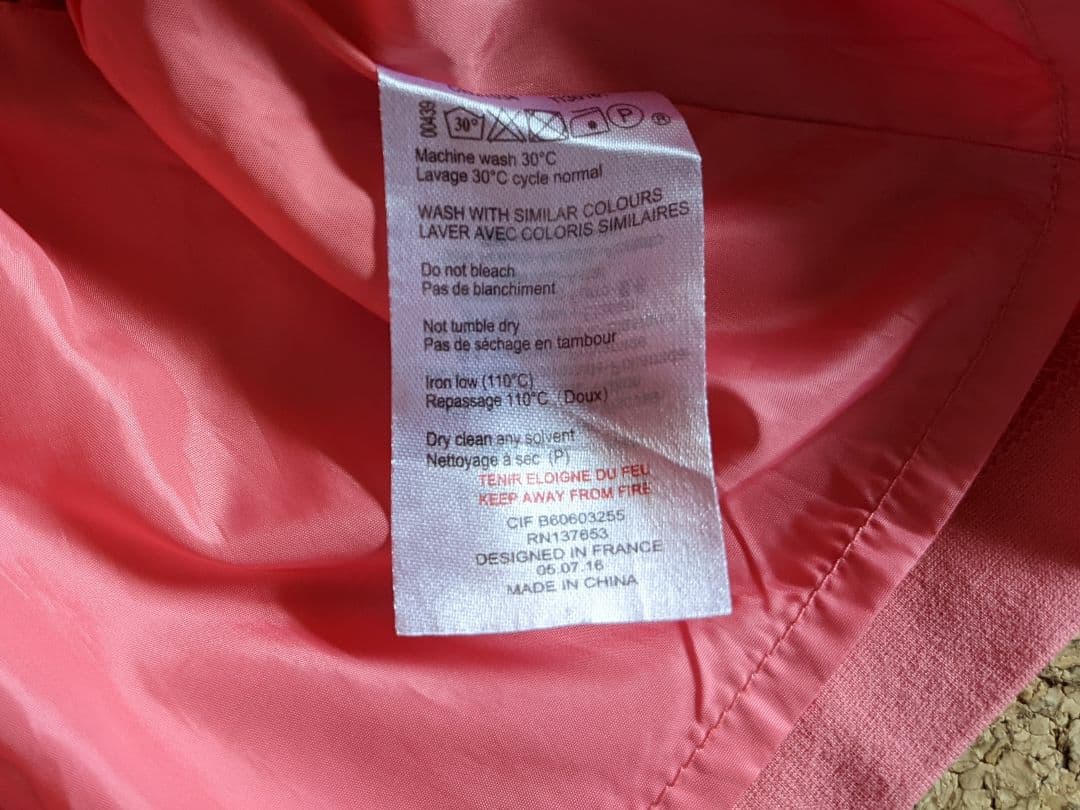 00439
30°
P
®
Machine wash 30°C
Lavage 30°C cycle normal
WASH WITH SIMILAR COLOURS
LAVER AVEC COLORIS SIMILAIRES
Do not bleach
Pas de blanchiment
Not tumble dry
Pas de séchage en tambour
Iron low (110°C)
Repassage 110°C (Doux)
Dry clean any solvent
Nettoyage à sec (P)
TENIR ELOIGNE DU FEU
KEEP AWAY FROM FIRE
CIF B60603255
RN137653
DESIGNED IN FRANCE
05.07.16
MADE IN CHINA